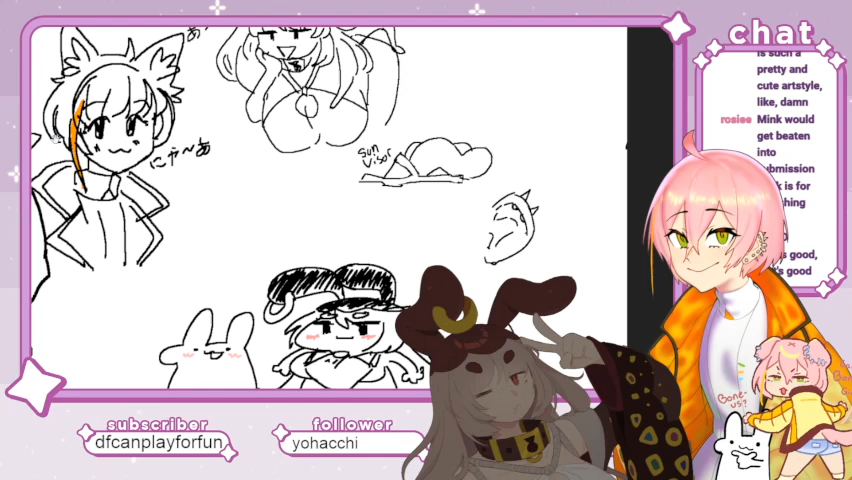 chat
is such a
pretty and
cute artstyle,
like, damn
rosiee Mink would
get beaten
into
is for
good,
's good
あ
にゃ～あ
sun
visor
Bone-
us?
subscriber
dfcanplayforfun
follower
yohacchi